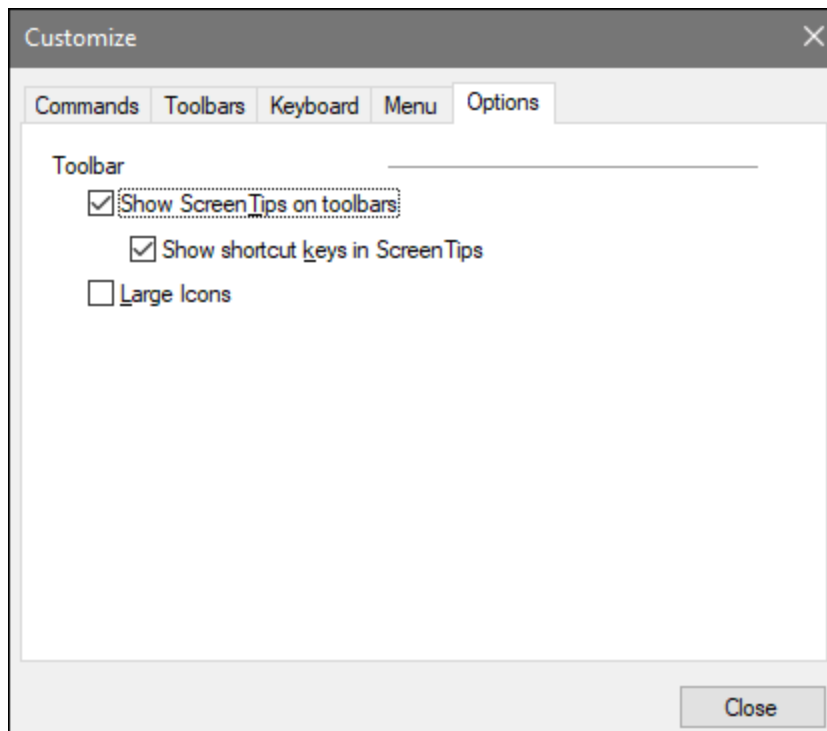 Customize
Commands Toolbars Keyboard Menu Options
Toolbar
Show ScreenTips on toolbars
Show shortcut keys in ScreenTips
Large Icons
Close